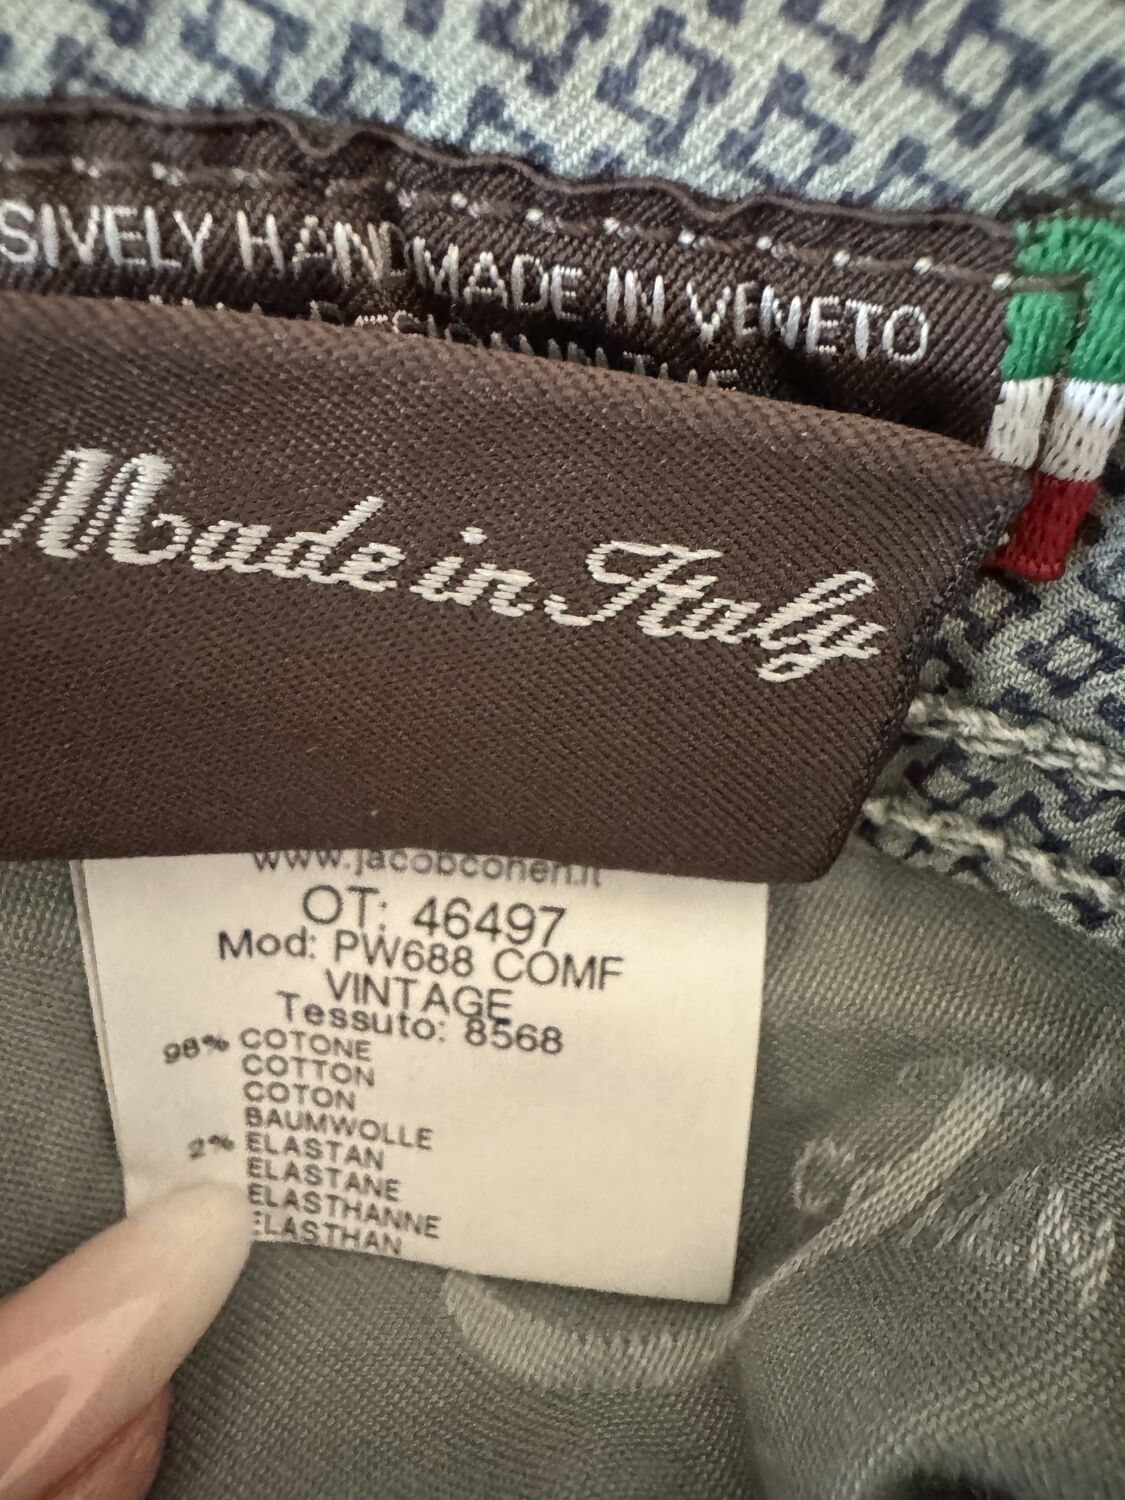 SIVELY HANDMADE IN VENETO
Made in Italy
www.jacobcohen.it
OT: 46497
Mod: PW688 COMF
VINTAGE
Tessuto: 8568
98% COTONE
COTTON
COTON
BAUMWOLLE
2% ELASTAN
ELASTANE
ELASTHANNE
ELASTHAN